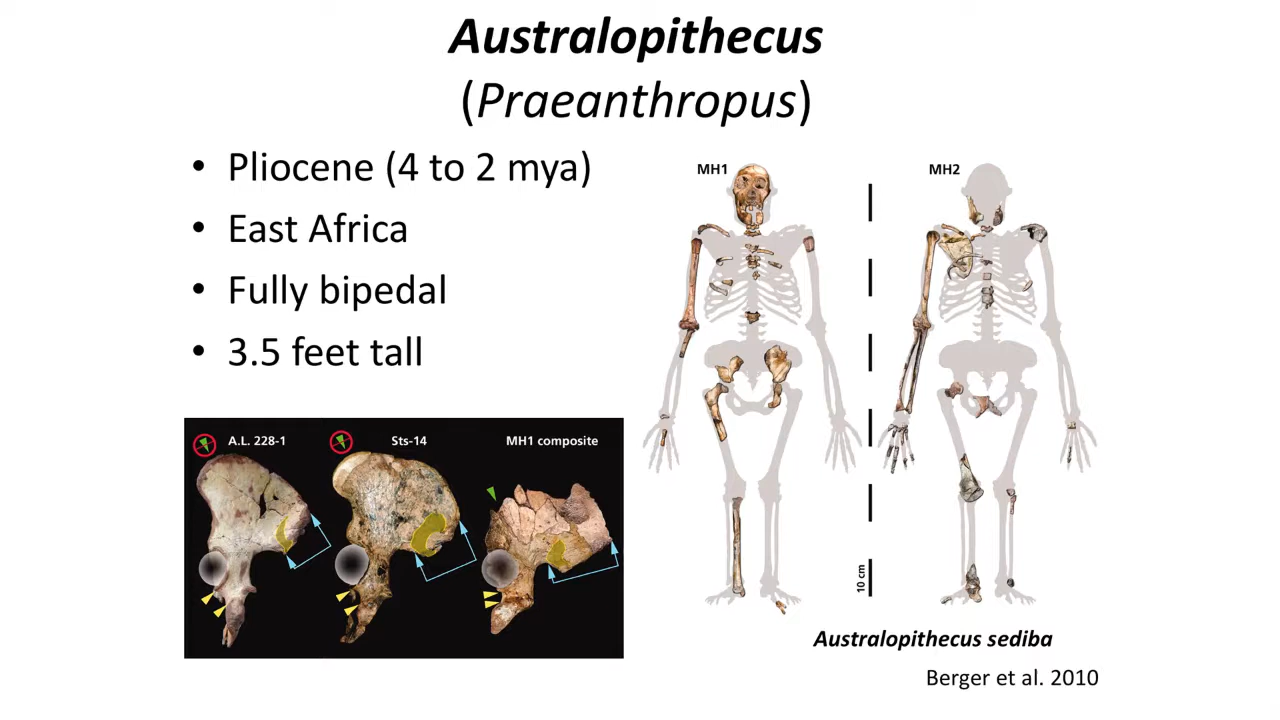 Australopithecus
(Praeanthropus)
• Pliocene (4 to 2 mya)
• East Africa
• Fully bipedal
• 3.5 feet tall
A.L. 228-1
Sts-14
MH1 composite
MH1
MH2
10 cm
Australopithecus sediba
Berger et al. 2010